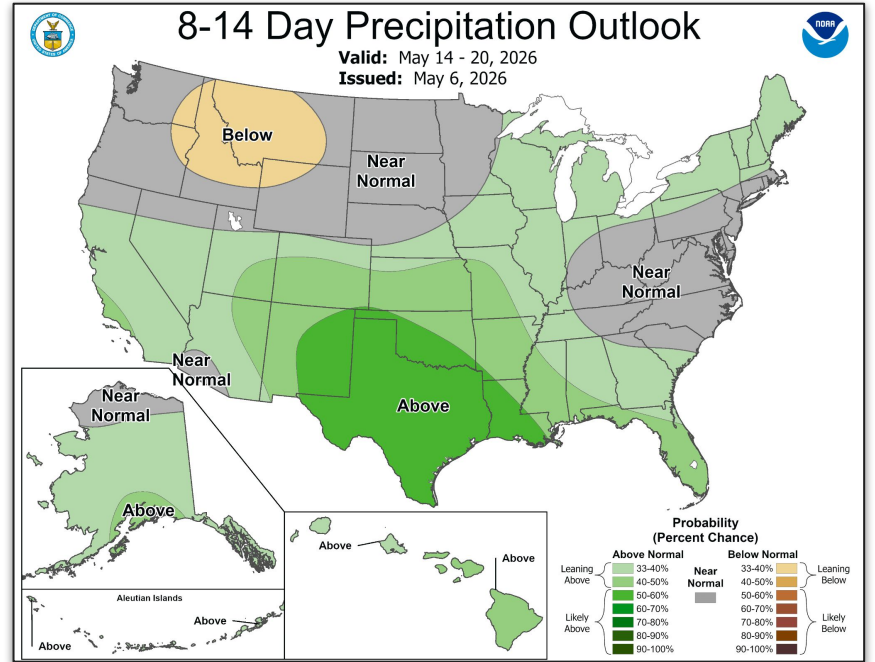 8-14 Day Precipitation Outlook
Valid: May 14 - 20, 2026
Issued: May 6, 2026
NOAA
Below
Near
Normal
Near
Normal
Near
Normal
Above
Near
Normal
Above
Aleutian Islands
Above
Above
Above
Above
Probability
(Percent Chance)
Above Normal
Below Normal
Leaning
Above
33-40%
40-50%
Likely
Above
50-60%
60-70%
70-80%
80-90%
90-100%
Near
Normal
33-40%
40-50%
Leaning
Below
50-60%
60-70%
70-80%
80-90%
90-100%
Likely
Below